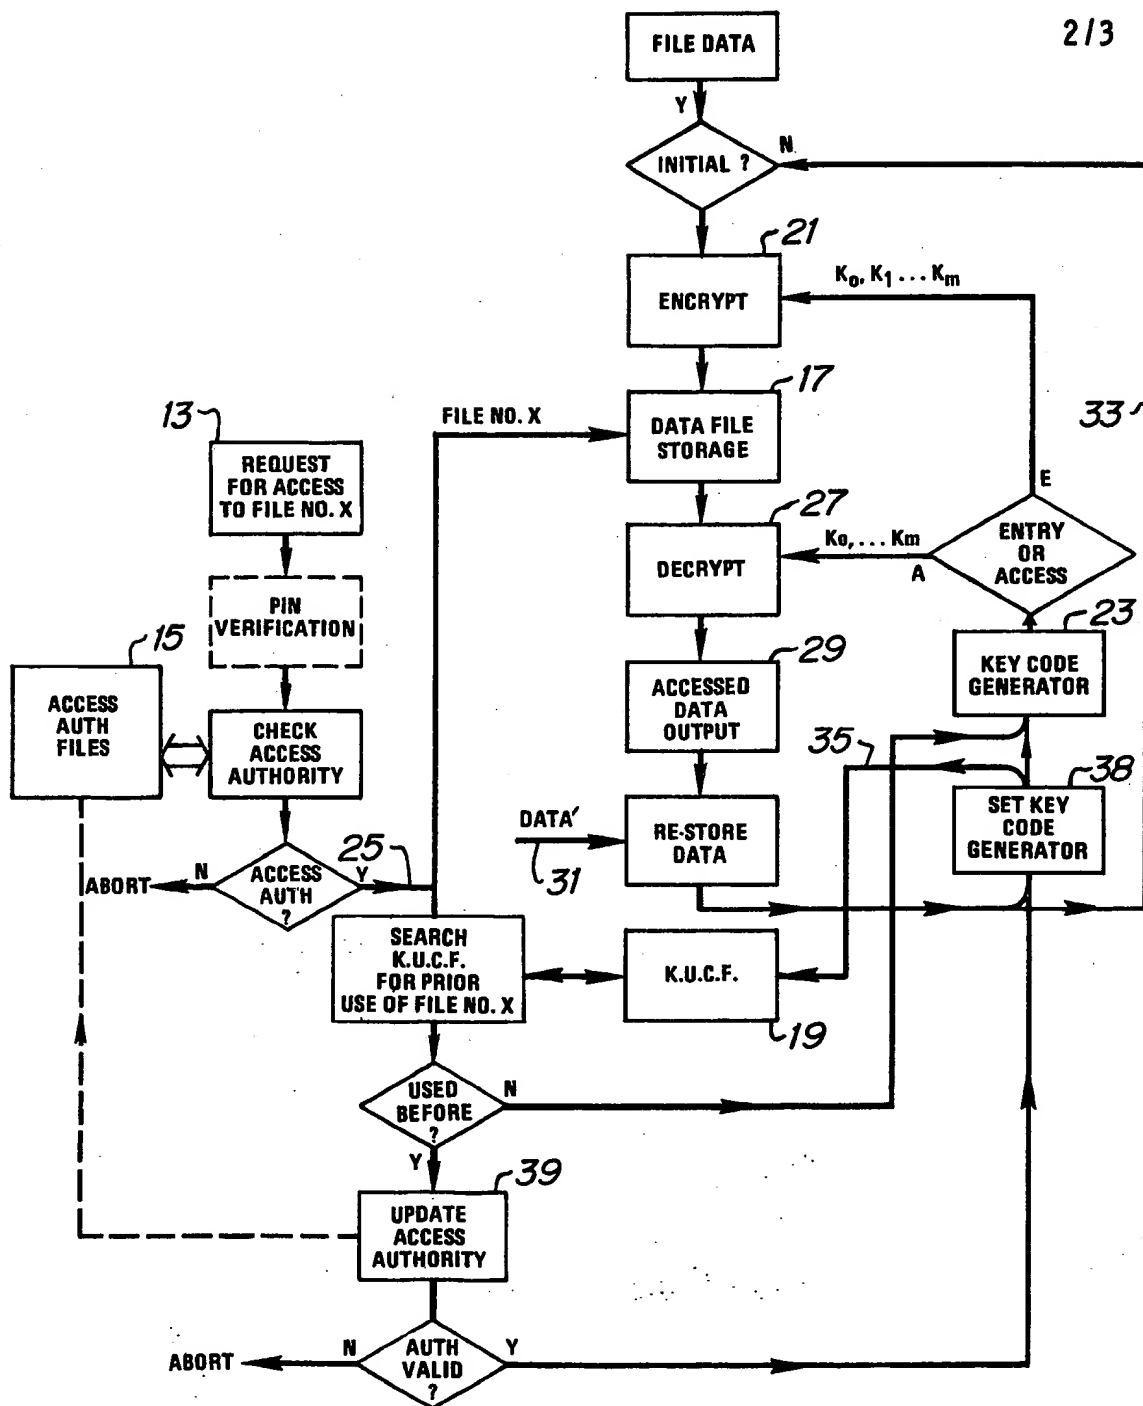 2/3
FILE DATA
Y
INITIAL ?
N
21
ENCRYPT
K₀, K₁ ... Kₘ
17
FILE NO. X
DATA FILE
STORAGE
33
13
REQUEST
FOR ACCESS
TO FILE NO. X
E
27
DECRYPT
K₀, ... Kₘ
A
ENTRY
OR
ACCESS
PIN
VERIFICATION
15
ACCESS
AUTH
FILES
CHECK
ACCESS
AUTHORITY
29
ACCESSED
DATA
OUTPUT
23
KEY CODE
GENERATOR
35
38
SET KEY
CODE
GENERATOR
DATA′
31
RE-STORE
DATA
ABORT
N
ACCESS
AUTH
?
Y
25
SEARCH
K.U.C.F.
FOR PRIOR
USE OF FILE NO. X
K.U.C.F.
19
USED
BEFORE
?
N
Y
39
UPDATE
ACCESS
AUTHORITY
ABORT
N
AUTH
VALID
?
Y